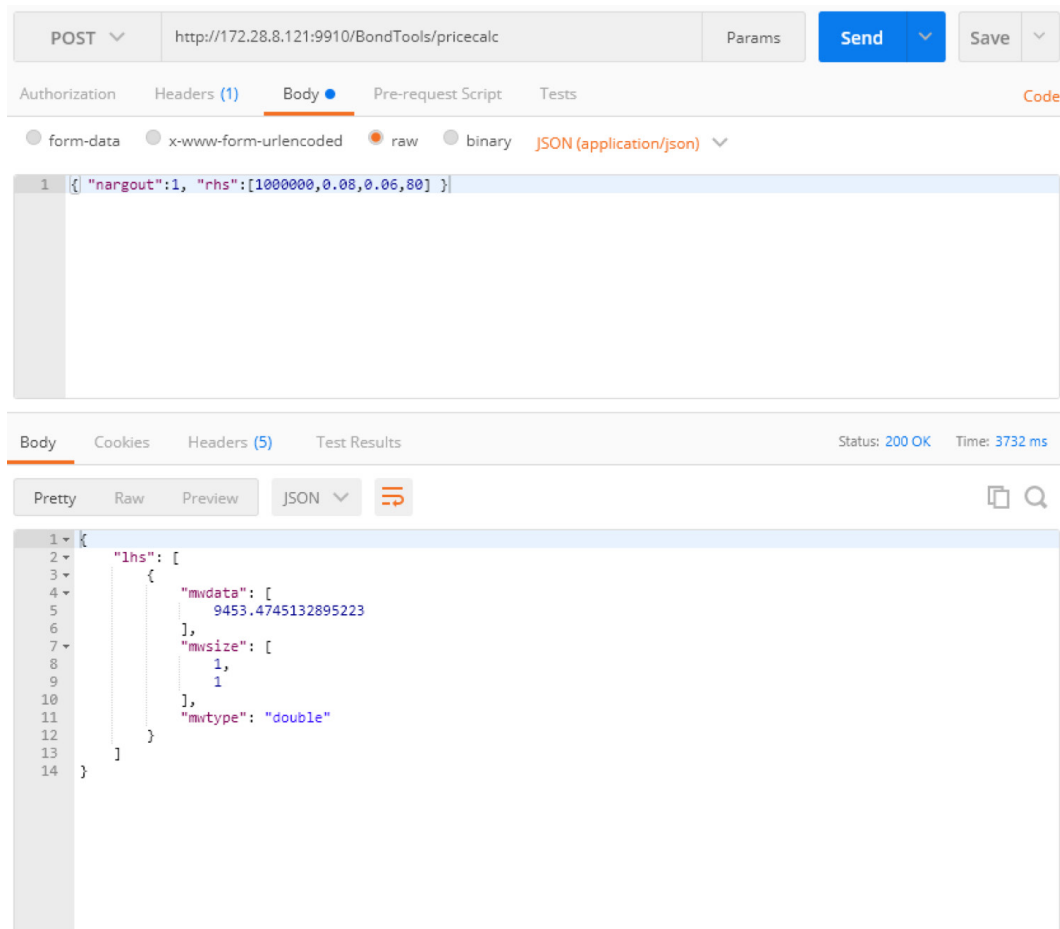 POST http://172.28.8.121:9910/BondTools/pricecalc Params Send Save
Authorization Headers (1) Body Pre-request Script Tests Code
form-data x-www-form-urlencoded raw binary JSON (application/json)
1 { "nargout":1, "rhs":[1000000,0.08,0.06,80] }
Body Cookies Headers (5) Test Results Status: 200 OK Time: 3732 ms
Pretty Raw Preview JSON
1 {
2 "lhs": [
3 {
4 "mwdata": [
5 9453.4745132895223
6 ],
7 "mwsize": [
8 1,
9 1
10 ],
11 "mwtype": "double"
12 }
13 ]
14 }